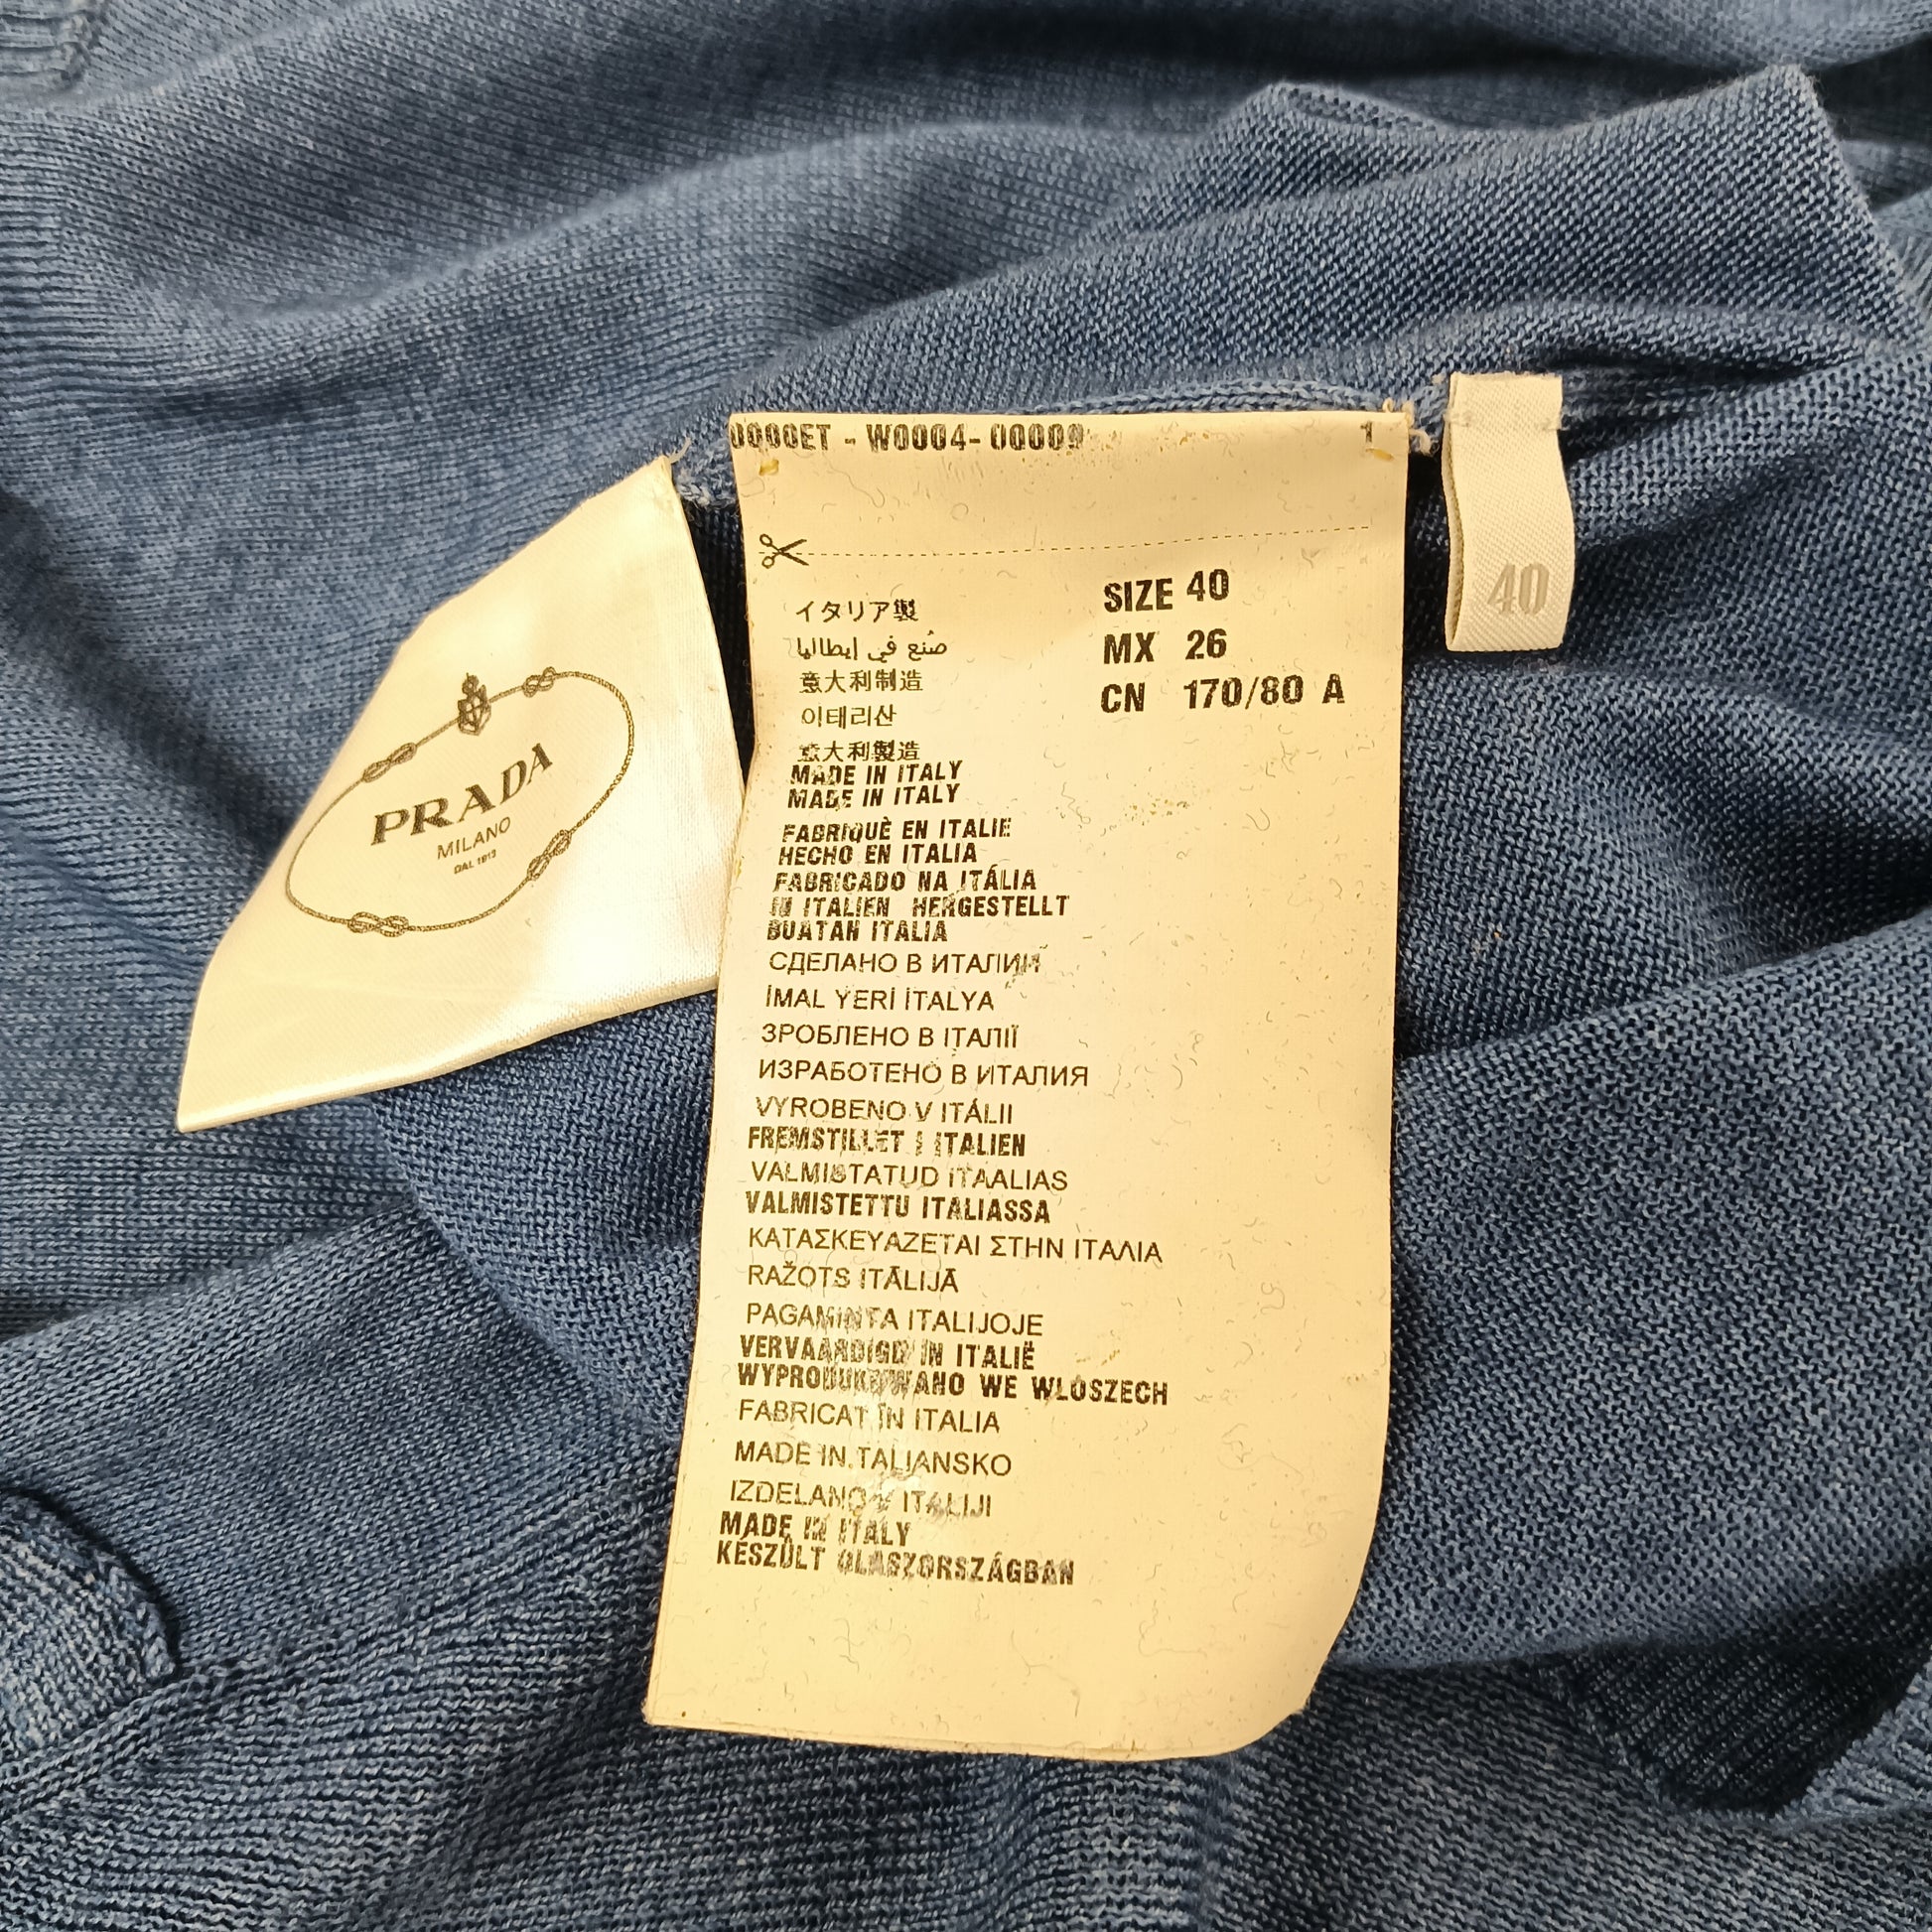 PRADA
MILANO
DAL 1913
0000ET - W0004-00009 1
SIZE 40
MX 26
CN 170/80 A
40
イタリア製
صُنع في إيطاليا
意大利制造
이태리산
意大利製造
MADE IN ITALY
MADE IN ITALY
FABRIQUÈ EN ITALIE
HECHO EN ITALIA
FABRICADO NA ITÁLIA
IN ITALIEN HERGESTELLT
BUATAN ITALIA
СДЕЛАНО В ИТАЛИИ
İMAL YERİ İTALYA
ЗРОБЛЕНО В ІТАЛІЇ
ИЗРАБОТЕНО В ИТАЛИЯ
VYROBENO V ITÁLII
FREMSTILLET I ITALIEN
VALMISTATUD ITAALIAS
VALMISTETTU ITALIASSA
ΚΑΤΑΣΚΕΥΑΖΕΤΑΙ ΣΤΗΝ ΙΤΑΛΙΑ
RAŽOTS ITĀLIJĀ
PAGAMINTA ITALIJOJE
VERVAARDIGD IN ITALIË
WYPRODUKOWANO WE WLÓSZECH
FABRICAT ÎN ITALIA
MADE IN TALIANSKO
IZDELANO V ITALIJI
MADE IN ITALY
KÉSZÜLT OLASZORSZÁGBAN